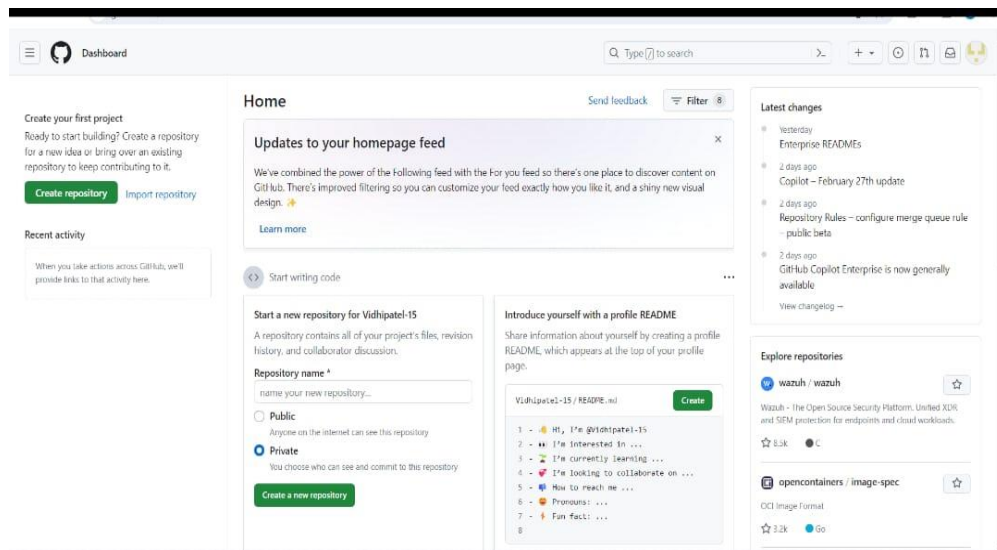 Dashboard
Type / to search
Create your first project
Ready to start building? Create a repository
for a new idea or bring over an existing
repository to keep contributing to it.
Create repository
Import repository
Recent activity
When you take actions across GitHub, we'll
provide links to that activity here.
Home
Send feedback
Filter 8
Updates to your homepage feed
We've combined the power of the Following feed with the For you feed so there's one place to discover content on
GitHub. There's improved filtering so you can customize your feed exactly how you like it, and a shiny new visual
design. ✨
Learn more
Start writing code
Start a new repository for Vidhipatel-15
A repository contains all of your project's files, revision
history, and collaborator discussion.
Repository name *
name your new repository...
Public
Anyone on the internet can see this repository
Private
You choose who can see and commit to this repository
Create a new repository
Introduce yourself with a profile README
Share information about yourself by creating a profile
README, which appears at the top of your profile
page.
Vidhipatel-15/README.md
Create
1 - 👋 Hi, I'm @Vidhipatel-15
2 - 👀 I'm interested in ...
3 - 🌱 I'm currently learning ...
4 - 💞️ I'm looking to collaborate on ...
5 - 📫 How to reach me ...
6 - 😄 Pronouns: ...
7 - ⚡ Fun fact: ...
8
Latest changes
Yesterday
Enterprise READMEs
2 days ago
Copilot – February 27th update
2 days ago
Repository Rules – configure merge queue rule
– public beta
2 days ago
GitHub Copilot Enterprise is now generally
available
View changelog →
Explore repositories
wazuh / wazuh
Wazuh - The Open Source Security Platform. Unified XDR
and SIEM protection for endpoints and cloud workloads.
8.5k C
opencontainers / image-spec
OCI Image Format
3.2k Go